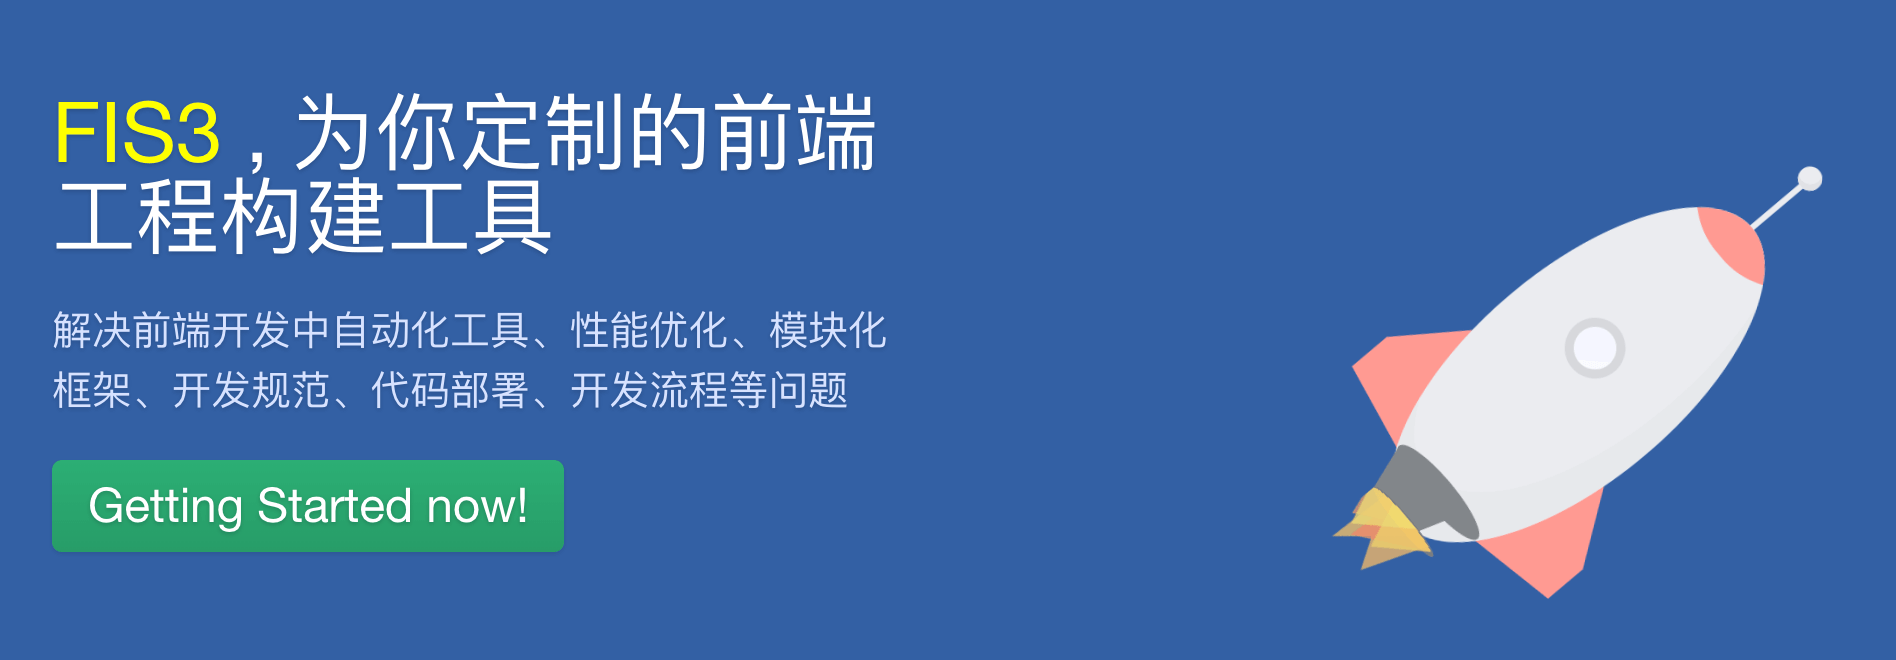 FIS3 , 为你定制的前端
工程构建工具
解决前端开发中自动化工具、性能优化、模块化
框架、开发规范、代码部署、开发流程等问题
Getting Started now!